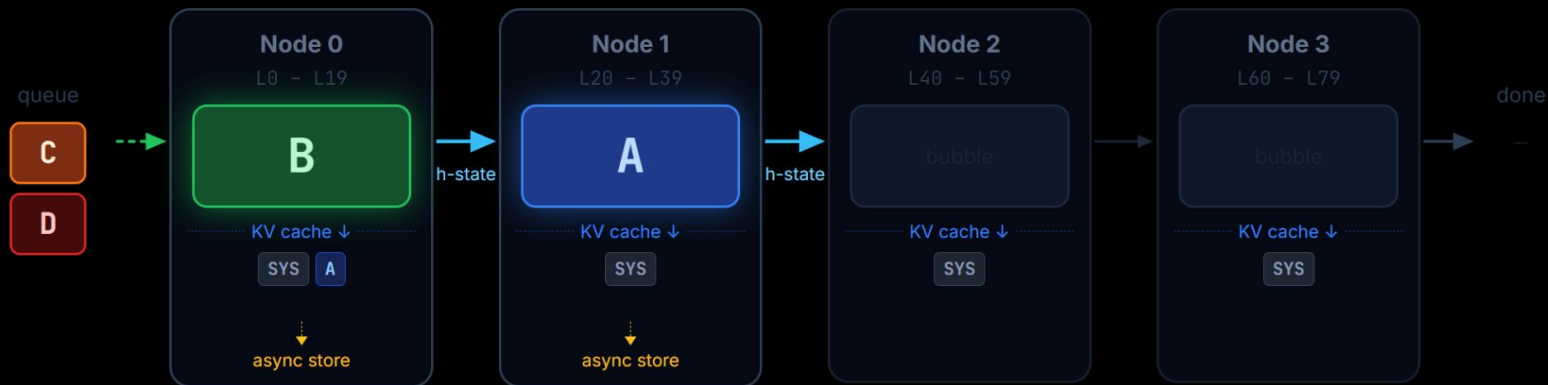 queue
C
D
Node 0
L0 – L19
B
KV cache ↓
SYS
A
async store
h-state
Node 1
L20 – L39
A
KV cache ↓
SYS
async store
h-state
Node 2
L40 – L59
bubble
KV cache ↓
SYS
Node 3
L60 – L79
bubble
KV cache ↓
SYS
done
–